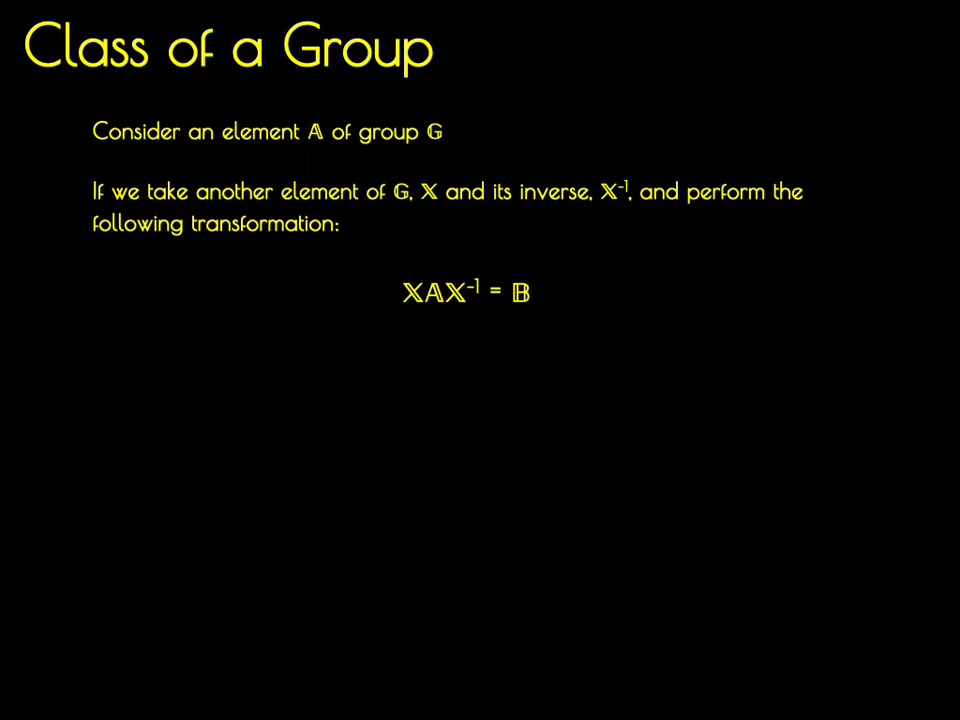 Class of a Group
Consider an element 𝔸 of group 𝔾
If we take another element of 𝔾, 𝕏 and its inverse, 𝕏⁻¹, and perform the
following transformation:
𝕏𝔸𝕏⁻¹ = 𝔹